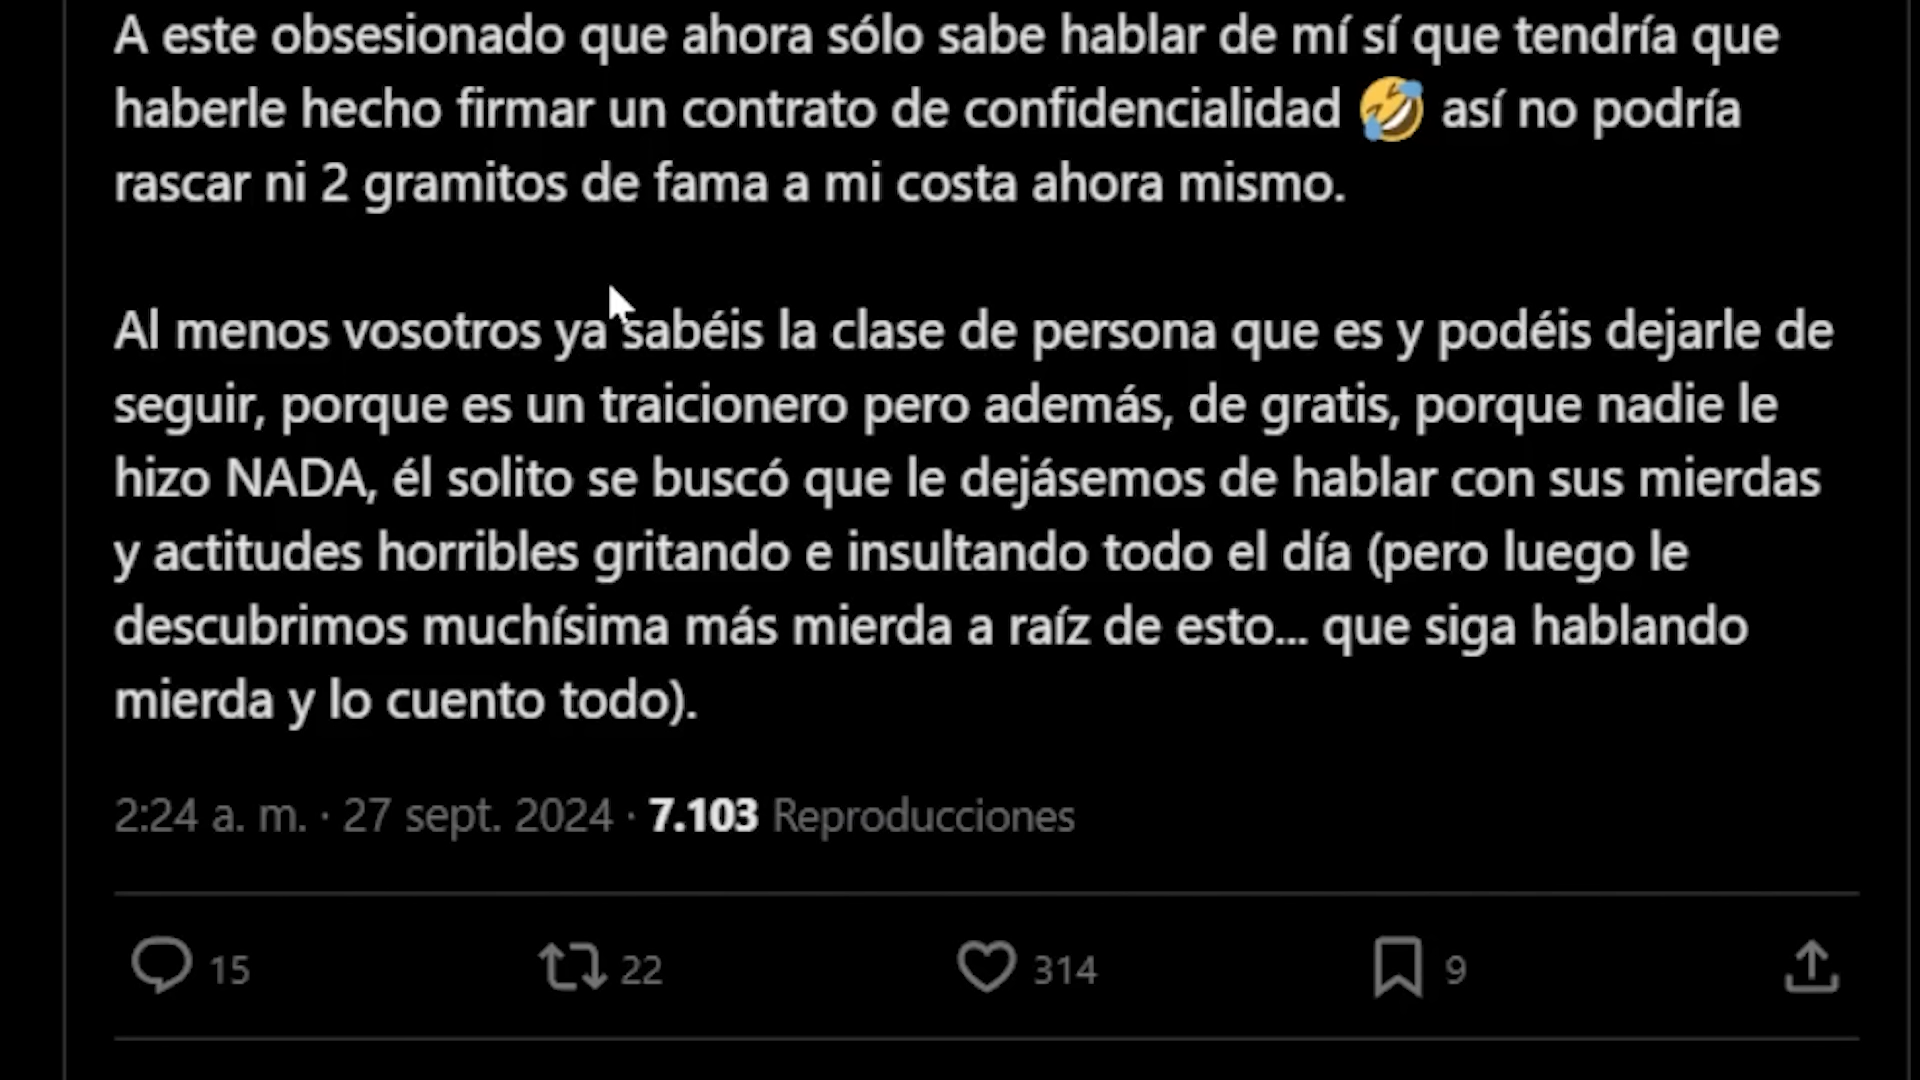 A este obsesionado que ahora sólo sabe hablar de mí sí que tendría que
haberle hecho firmar un contrato de confidencialidad 🤣 así no podría
rascar ni 2 gramitos de fama a mi costa ahora mismo.
Al menos vosotros ya sabéis la clase de persona que es y podéis dejarle de
seguir, porque es un traicionero pero además, de gratis, porque nadie le
hizo NADA, él solito se buscó que le dejásemos de hablar con sus mierdas
y actitudes horribles gritando e insultando todo el día (pero luego le
descubrimos muchísima más mierda a raíz de esto... que siga hablando
mierda y lo cuento todo).
2:24 a. m. · 27 sept. 2024 · 7.103 Reproducciones
15 22 314 9